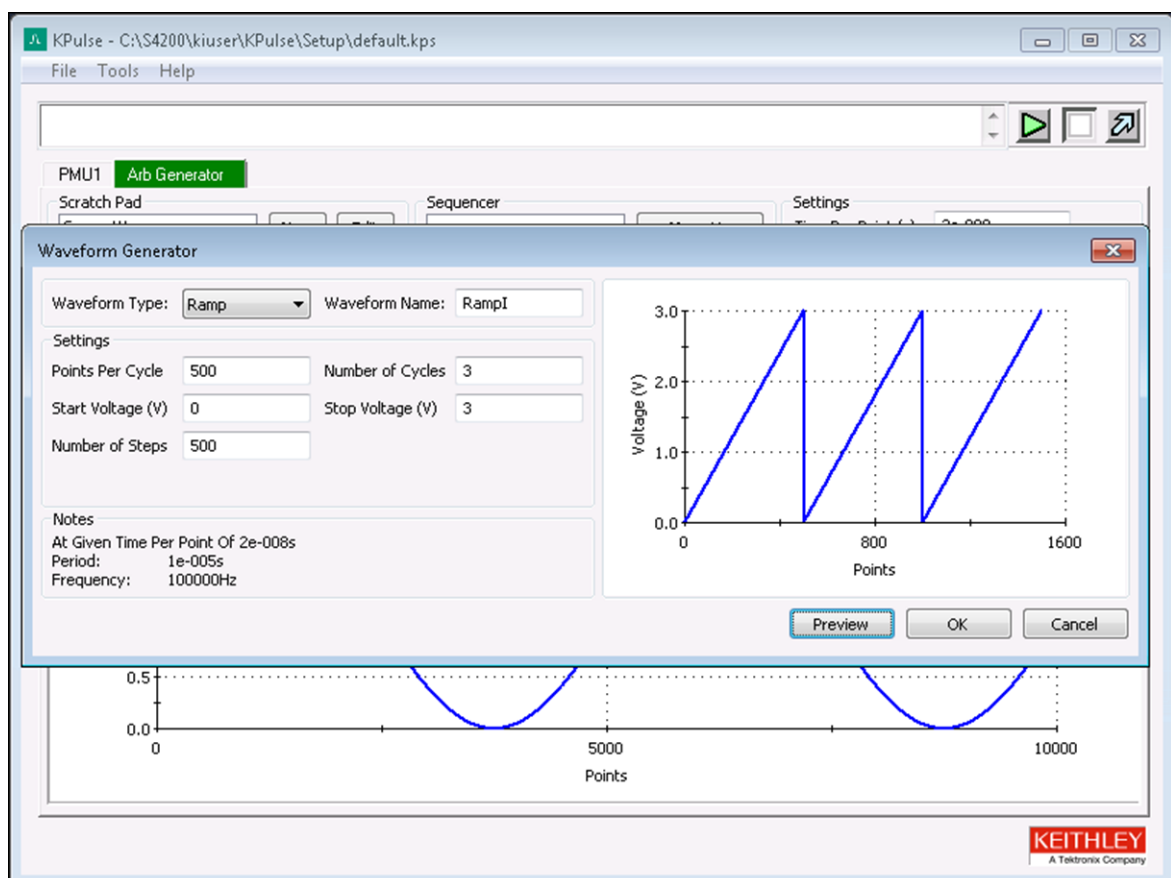 KPulse - C:\S4200\kiuser\KPulse\Setup\default.kps
File Tools Help
PMU1 Arb Generator
Scratch Pad Sequencer Settings
Waveform Generator
Waveform Type: Ramp Waveform Name: RampI
Settings
Points Per Cycle 500 Number of Cycles 3
Start Voltage (V) 0 Stop Voltage (V) 3
Number of Steps 500
Notes
At Given Time Per Point Of 2e-008s
Period: 1e-005s
Frequency: 100000Hz
3.0
2.0
1.0
0.0
Voltage (V)
0 800 1600
Points
Preview OK Cancel
0.5
0.0
0 5000 10000
Points
KEITHLEY
A Tektronix Company